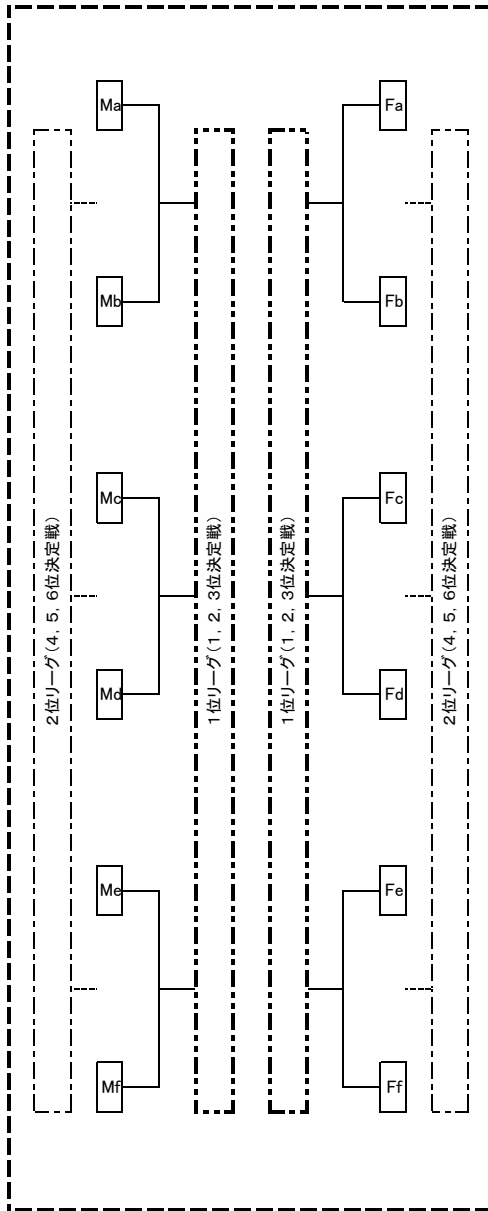 Ma
Fa
Mb
Fb
Mc
Fc
2位リーグ(4, 5, 6位決定戦)
1位リーグ(1, 2, 3位決定戦)
1位リーグ(1, 2, 3位決定戦)
2位リーグ(4, 5, 6位決定戦)
Md
Fd
Me
Fe
Mf
Ff